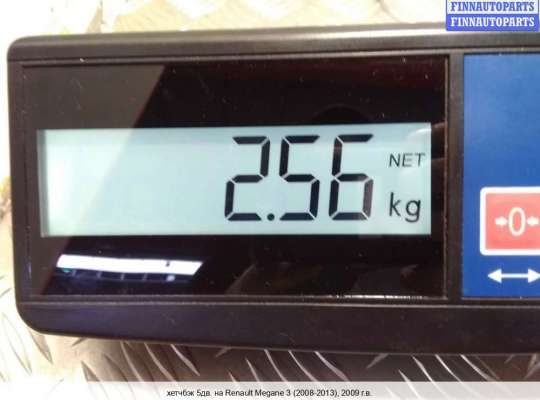 FINNAUTOPARTS
FINNAUTOPARTS
2.56 NET kg
→0←
хетчбэк 5дв. на Renault Megane 3 (2008-2013), 2009 г.в.